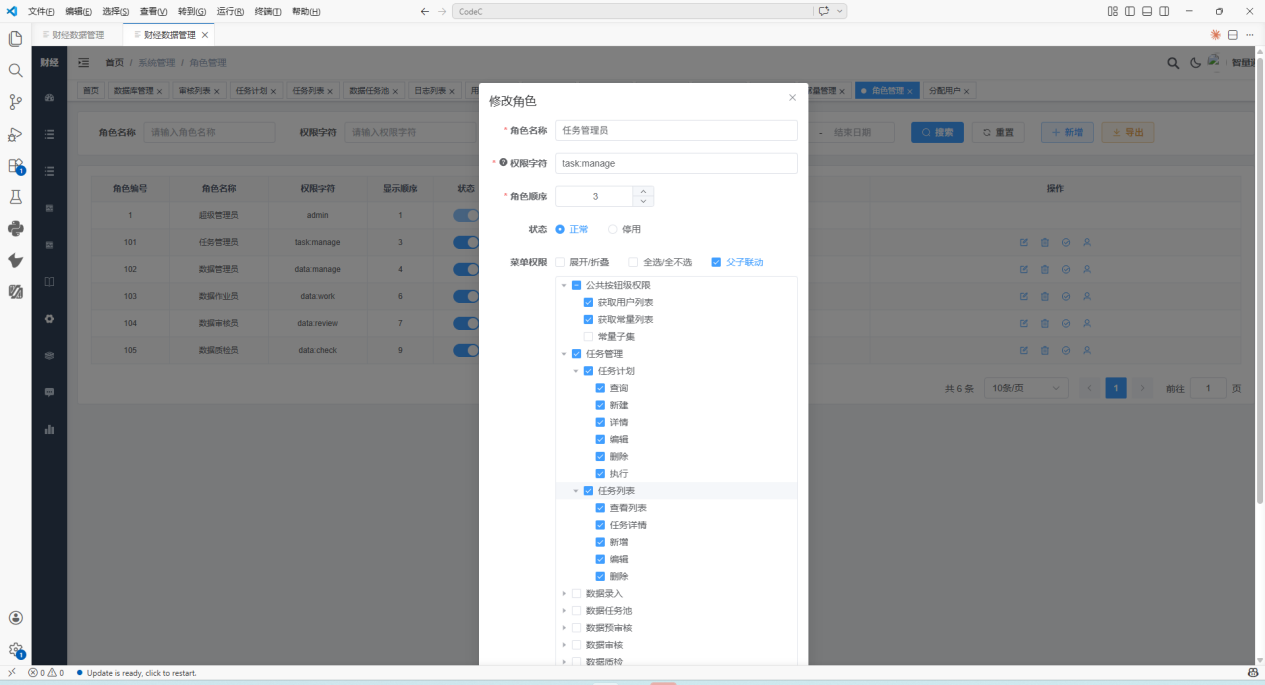 文件(F) 编辑(E) 选择(S) 查看(V) 转到(G) 运行(R) 终端(T) 帮助(H) CodeC
财经数据管理 财经数据管理
财经 首页 / 系统管理 / 角色管理
首页 数据库管理 审核列表 任务计划 任务列表 数据任务池 日志列表 角色管理 分配用户
角色名称 请输入角色名称 权限字符 请输入权限字符 - 结束日期 搜索 重置 新增 导出
角色编号 角色名称 权限字符 显示顺序 状态 操作
1 超级管理员 admin 1
101 任务管理员 task:manage 3
102 数据管理员 data:manage 4
103 数据作业员 data:work 6
104 数据审核员 data:review 7
105 数据质检员 data:check 9
共 6 条 10条/页 1 前往 1 页
修改角色
* 角色名称 任务管理员
* 权限字符 task:manage
* 角色顺序 3
状态 正常 停用
菜单权限 展开/折叠 全选/全不选 父子联动
公共按钮级权限
获取用户列表
获取常量列表
常量子集
任务管理
任务计划
查询
新建
详情
编辑
删除
执行
任务列表
查看列表
任务详情
新增
编辑
删除
数据录入
数据任务池
数据预审核
数据审核
数据质检
0 0 Update is ready, click to restart.